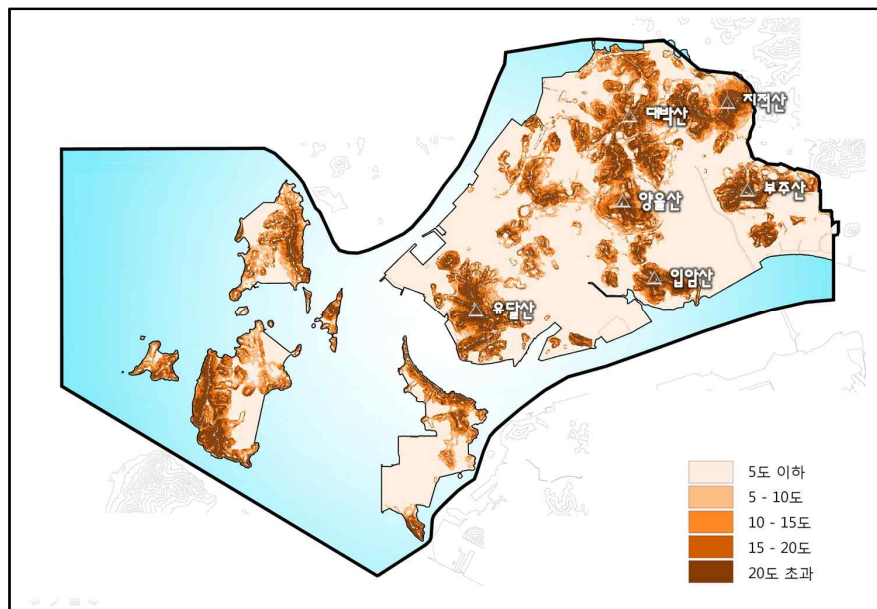 지적산
대박산
부주산
양을산
입암산
유달산
5도 이하
5 - 10도
10 - 15도
15 - 20도
20도 초과